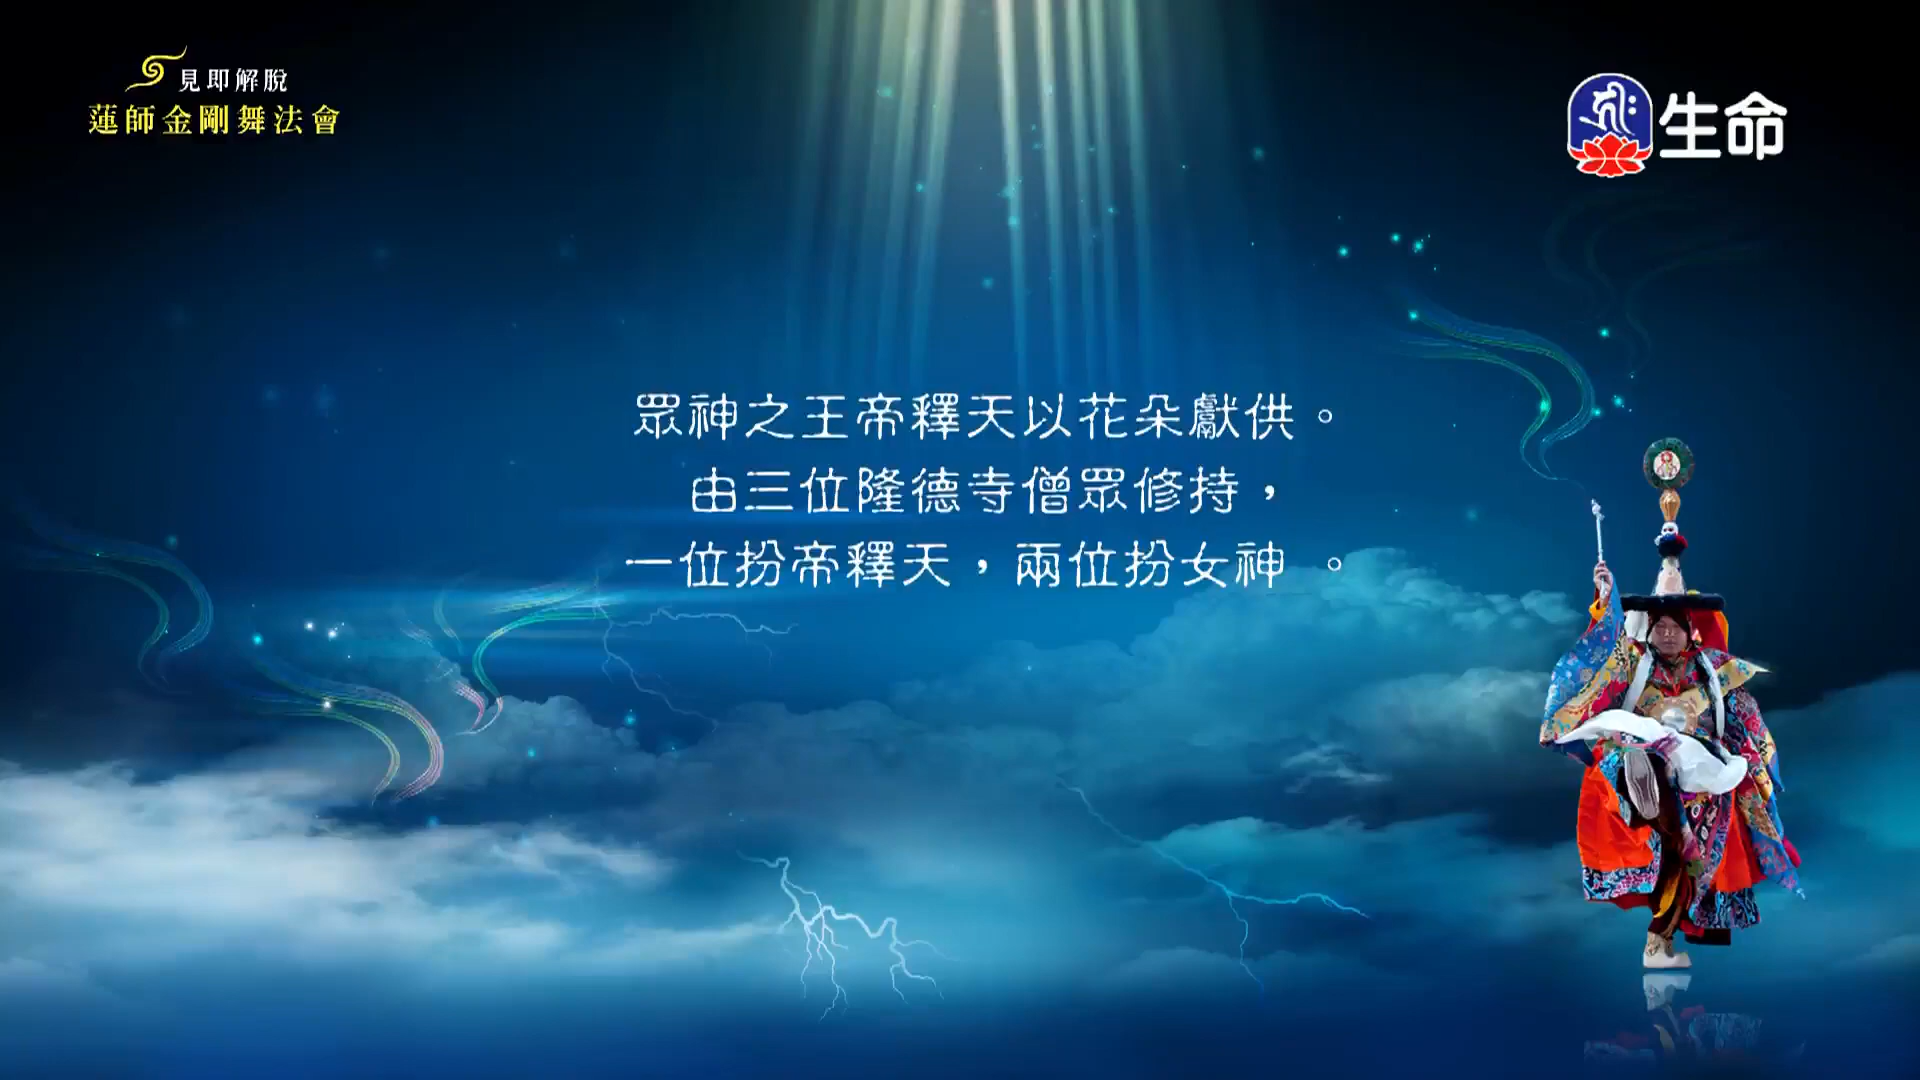 見即解脫
蓮師金剛舞法會
生命
眾神之王帝釋天以花朵獻供。
由三位隆德寺僧眾修持，
一位扮帝釋天，兩位扮女神 。